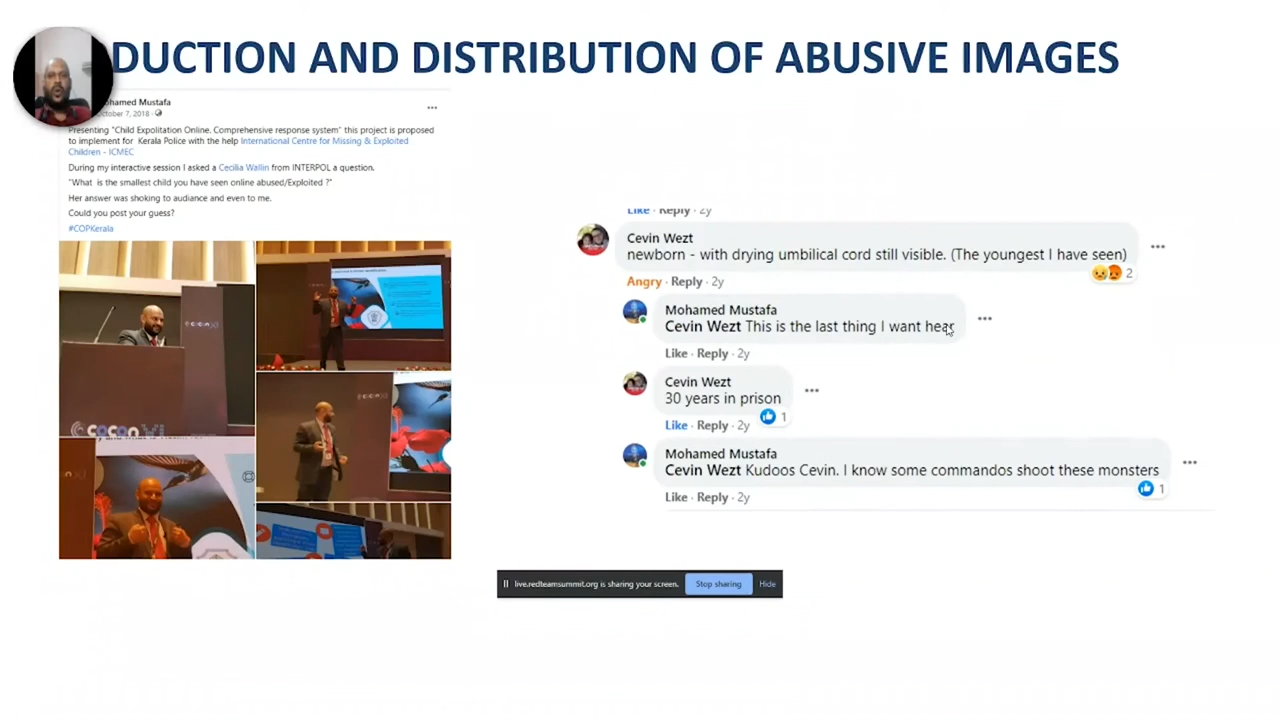 DUCTION AND DISTRIBUTION OF ABUSIVE IMAGES
ohamed Mustafa
ctober 7, 2018 ·
Presenting "Child Expolitation Online. Comprehensive response system" this project is proposed
to implement for Kerala Police with the help International Centre for Missing & Exploited
Children - ICMEC
During my interactive session I asked a Cecilia Wallin from INTERPOL a question.
"What is the smallest child you have seen online abused/Exploited ?"
Her answer was shoking to audience and even to me.
Could you post your guess?
#COPKerala
cocon XI
Like · Reply · 2y
Cevin Wezt
newborn - with drying umbilical cord still visible. (The youngest I have seen)
2
Angry · Reply · 2y
Mohamed Mustafa
Cevin Wezt This is the last thing I want hear
Like · Reply · 2y
Cevin Wezt
30 years in prison
1
Like · Reply · 2y
Mohamed Mustafa
Cevin Wezt Kudoos Cevin. I know some commandos shoot these monsters
1
Like · Reply · 2y
live.redteamsummit.org is sharing your screen. Stop sharing Hide